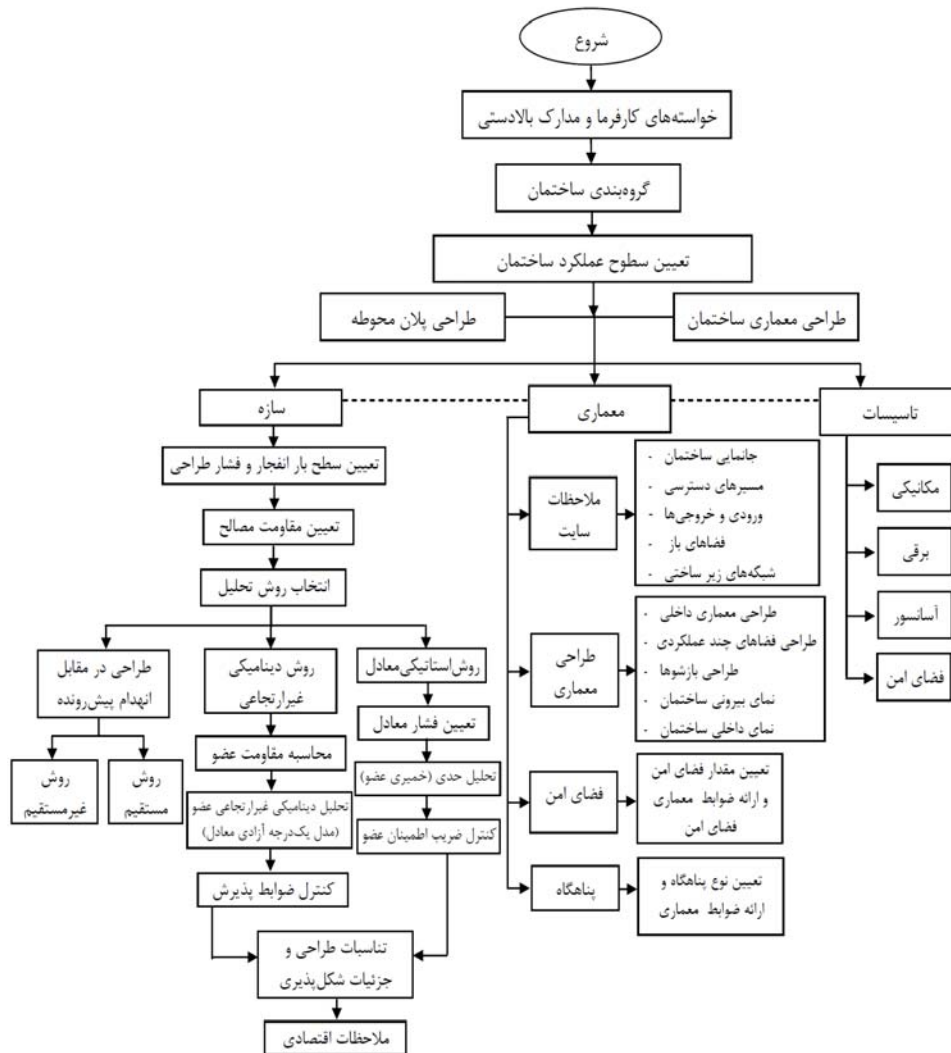 شروع
خواسته‌های کارفرما و مدارک بالادستی
گروه‌بندی ساختمان
تعیین سطوح عملکرد ساختمان
طراحی معماری ساختمان
طراحی پلان محوطه
تاسیسات
معماری
سازه
مکانیکی
برقی
آسانسور
فضای امن
ملاحظات
سایت
- جانمایی ساختمان
- مسیرهای دسترسی
- ورودی و خروجی‌ها
- فضاهای باز
- شبکه‌های زیر ساختی
طراحی
معماری
- طراحی معماری داخلی
- طراحی فضاهای چند عملکردی
- طراحی بازشوها
- نمای بیرونی ساختمان
- نمای داخلی ساختمان
فضای امن
تعیین مقدار فضای امن
و ارائه ضوابط معماری
فضای امن
پناهگاه
تعیین نوع پناهگاه و
ارائه ضوابط معماری
تعیین سطح بار انفجار و فشار طراحی
تعیین مقاومت مصالح
انتخاب روش تحلیل
روش‌استاتیکی‌معادل
تعیین فشار معادل
تحلیل حدی (خمیری عضو)
کنترل ضریب اطمینان عضو
روش دینامیکی
غیرارتجاعی
محاسبه مقاومت عضو
تحلیل دینامیکی غیرارتجاعی عضو
(مدل یک‌درجه آزادی معادل)
کنترل ضوابط پذیرش
طراحی در مقابل
انهدام پیش‌رونده
روش
مستقیم
روش
غیرمستقیم
تناسبات طراحی و
جزئیات شکل‌پذیری
ملاحظات اقتصادی